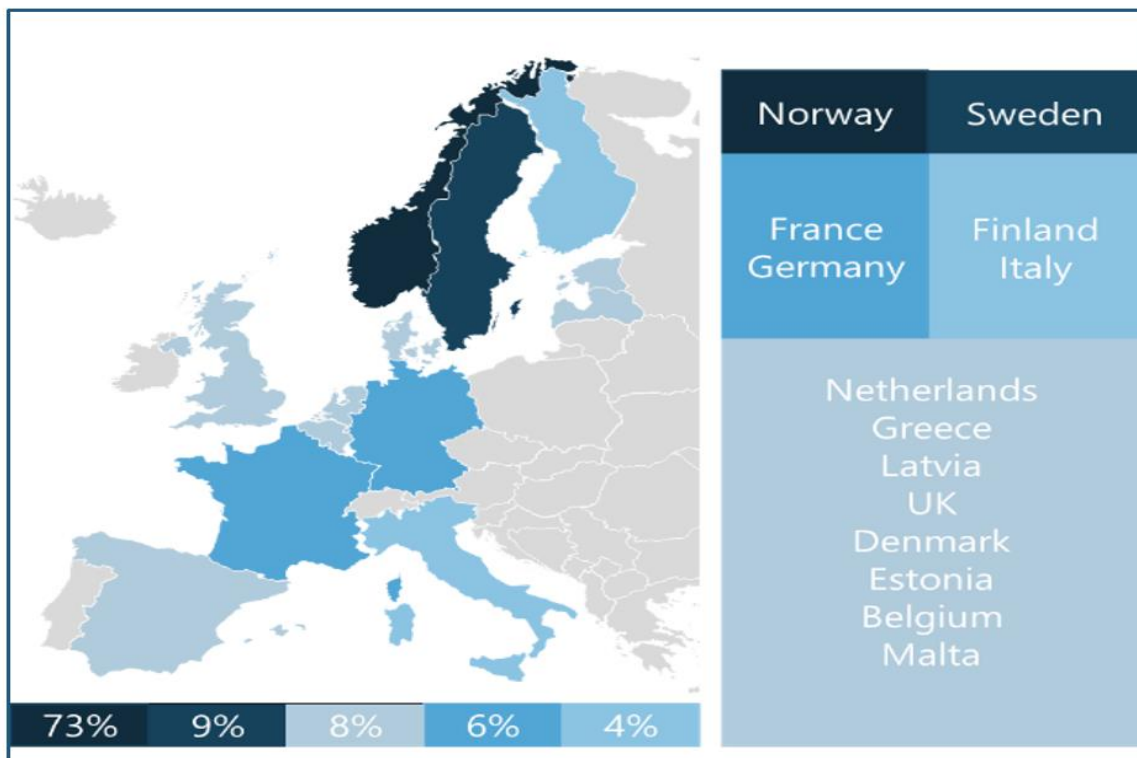 Norway
Sweden
France
Germany
Finland
Italy
Netherlands
Greece
Latvia
UK
Denmark
Estonia
Belgium
Malta
73%
9%
8%
6%
4%